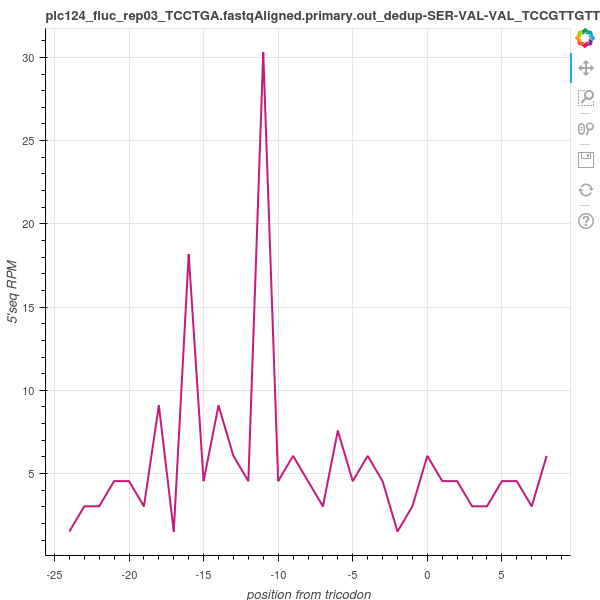 plc124_fluc_rep03_TCCTGA.fastqAligned.primary.out_dedup-SER-VAL-VAL_TCCGTTGTT
30
25
20
15
10
5
5'seq RPM
-25 -20 -15 -10 -5 0 5
position from tricodon
?